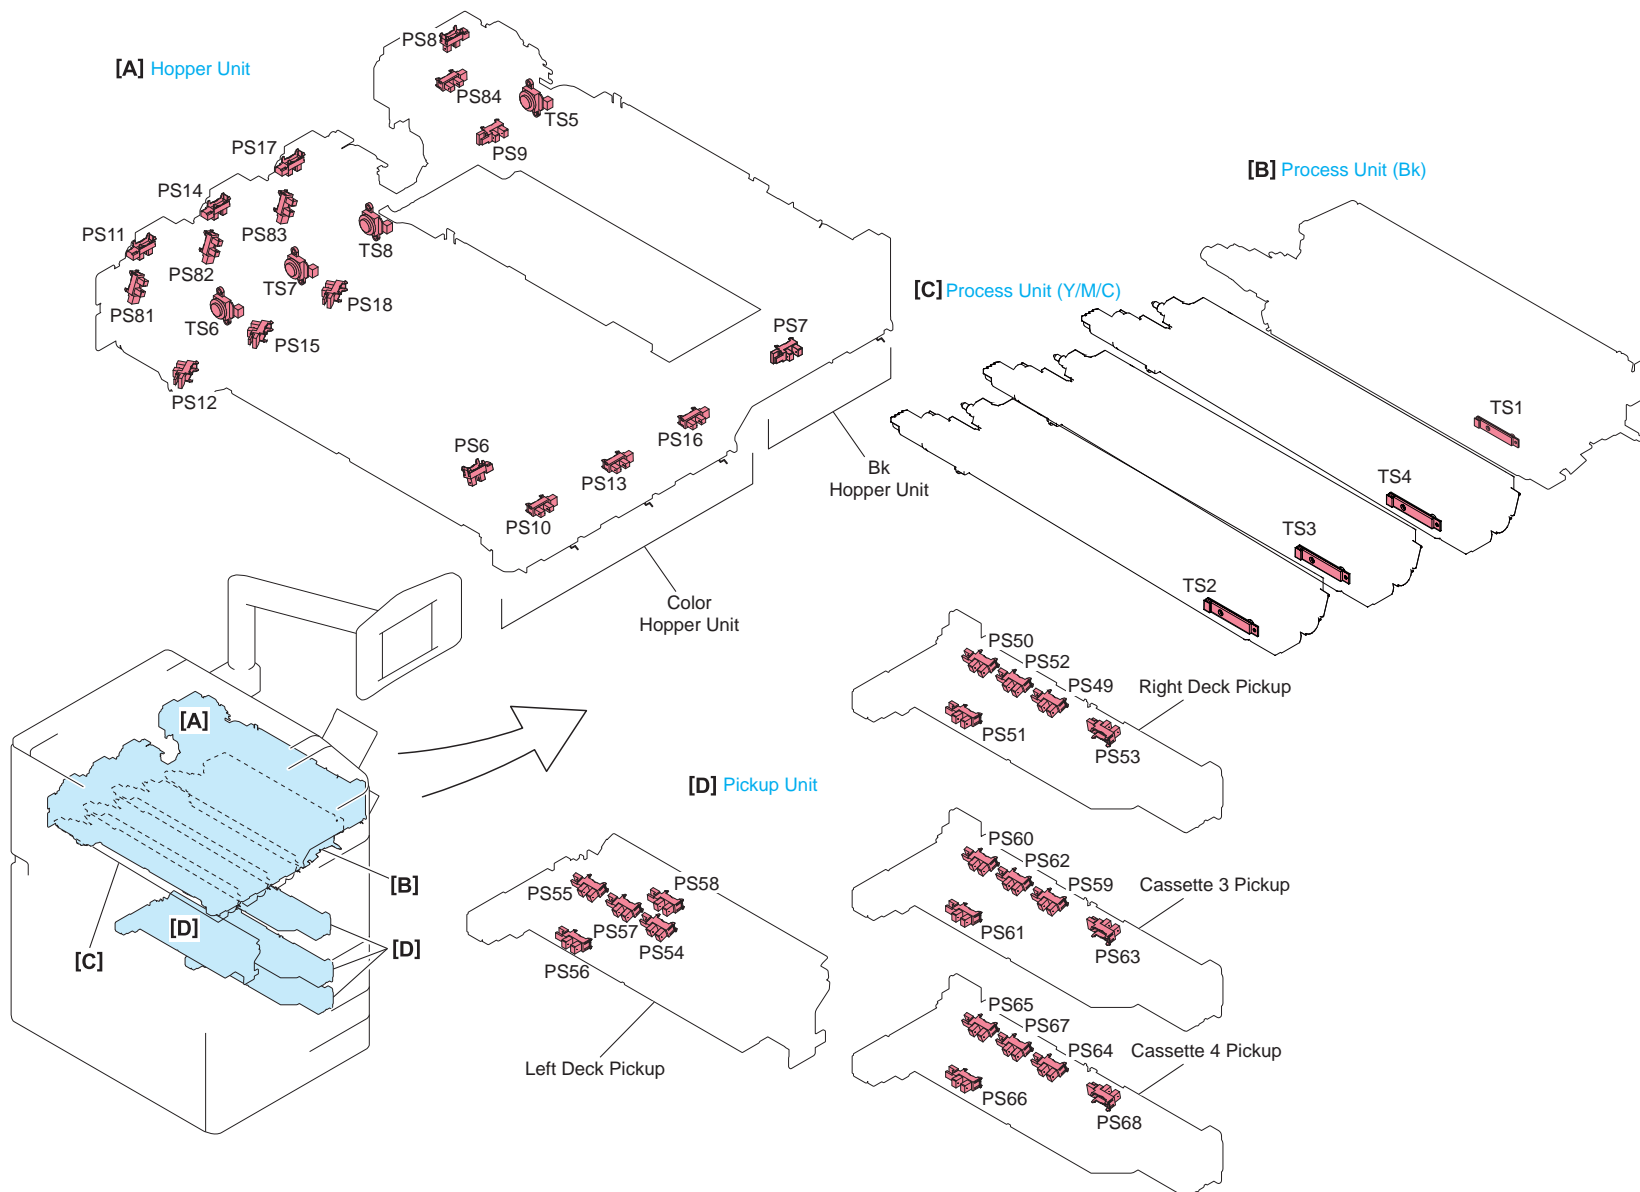 [A] Hopper Unit
PS8
PS84
TS5
PS9
PS17
PS14
PS11
PS83
PS82
PS81
TS8
TS7
TS6
PS18
PS15
PS12
PS7
PS16
PS6
PS13
PS10
Bk
Hopper Unit
Color
Hopper Unit
[B] Process Unit (Bk)
TS1
[C] Process Unit (Y/M/C)
TS4
TS3
TS2
[A]
[B]
[C]
[D]
[D]
[D] Pickup Unit
PS50
PS52
PS49
Right Deck Pickup
PS51
PS53
PS60
PS62
PS59
Cassette 3 Pickup
PS61
PS63
PS65
PS67
PS64
Cassette 4 Pickup
PS66
PS68
PS55
PS58
PS57
PS54
PS56
Left Deck Pickup